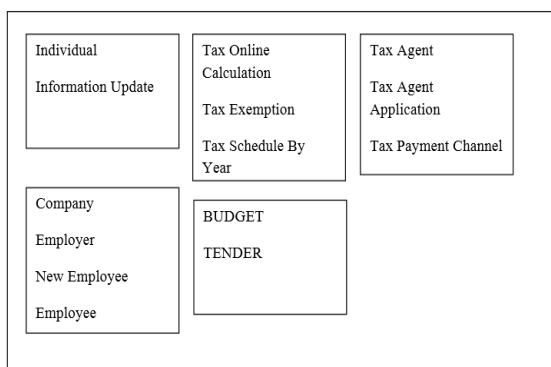 Individual
Information Update
Tax Online
Calculation
Tax Exemption
Tax Schedule By
Year
Tax Agent
Tax Agent
Application
Tax Payment Channel
Company
Employer
New Employee
Employee
BUDGET
TENDER